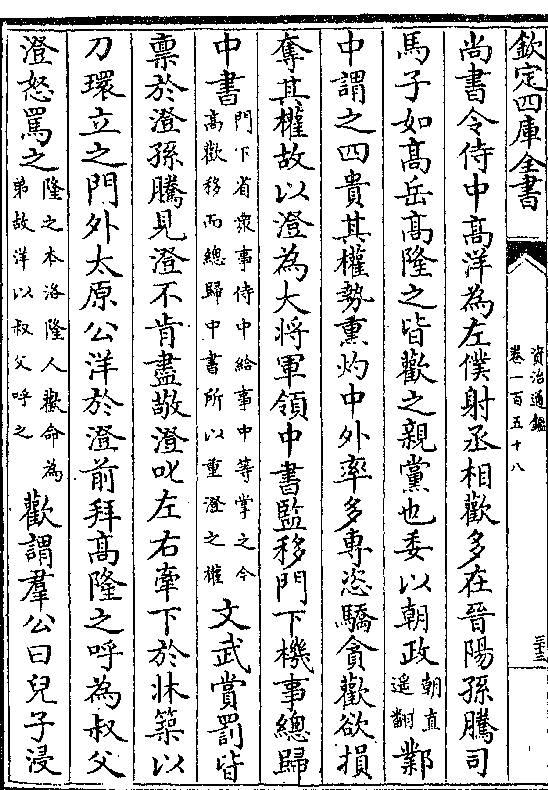 欽定四庫全書
資治通鑑
卷一百五十八
三十三
尚書令侍中高洋為左僕射丞相歡多在晉陽孫騰司
馬子如高岳高隆之皆歡之親黨也委以朝政朝直遥翻鄴
中謂之四貴其權勢熏灼中外率多專恣驕貪歡欲損
奪其權故以澄為大將軍領中書監移門下機事總歸
中書門下省衆事侍中給事中等掌之今高歡移而總歸中書所以重澄之權文武賞罰皆
稟於澄孫騰見澄不肯盡敬澄叱左右牽下於牀築以
刀環立之門外太原公洋於澄前拜高隆之呼為叔父
澄怒罵之隆之本洛隆人歡命為弟故洋以叔父呼之歡謂羣公曰兒子浸